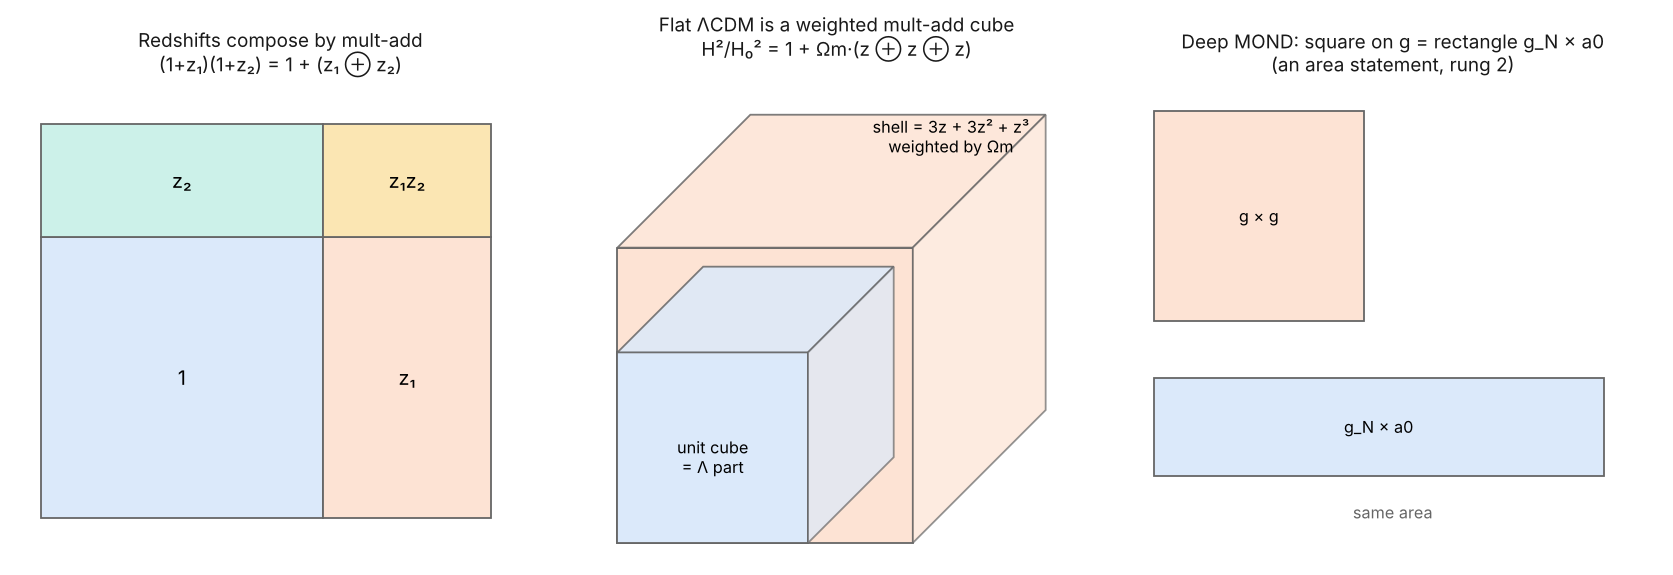 Redshifts compose by mult-add
(1+z₁)(1+z₂) = 1 + (z₁ ⊕ z₂)
z₂
z₁z₂
1
z₁
Flat ΛCDM is a weighted mult-add cube
H²/H₀² = 1 + Ωm·(z ⊕ z ⊕ z)
shell = 3z + 3z² + z³
weighted by Ωm
unit cube
= Λ part
Deep MOND: square on g = rectangle g_N × a0
(an area statement, rung 2)
g × g
g_N × a0
same area